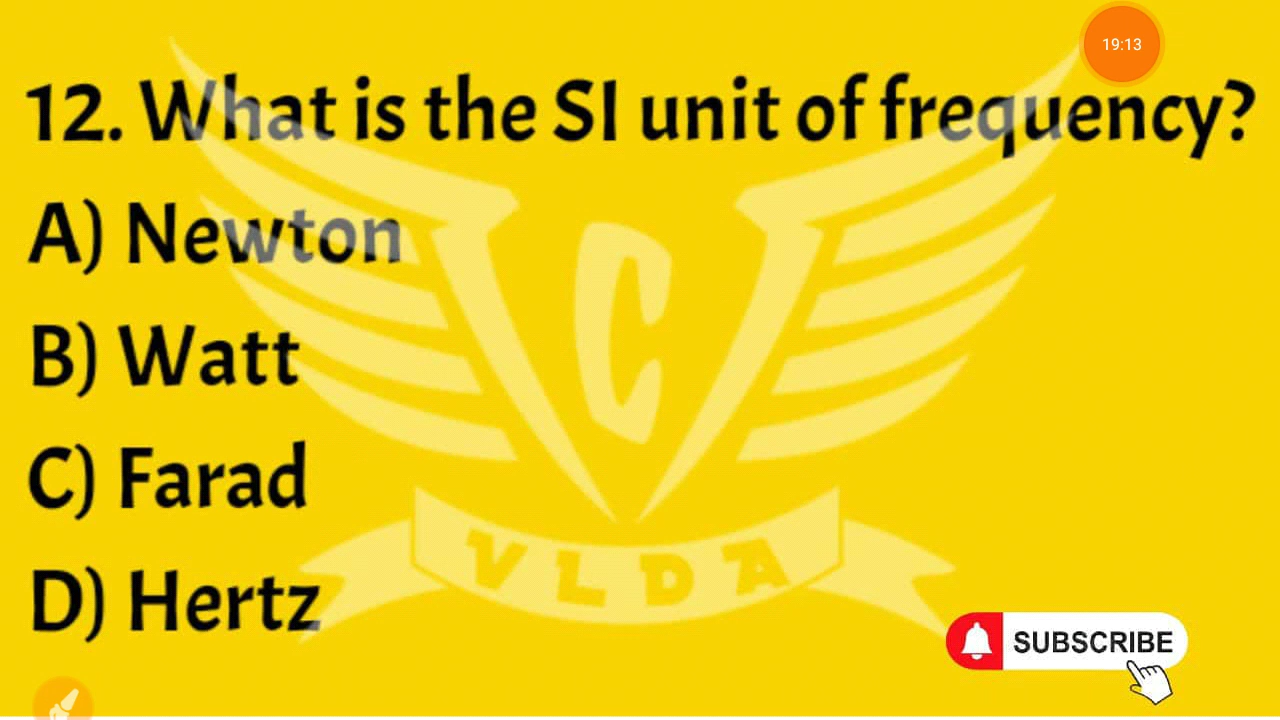 19:13
12. What is the SI unit of frequency?
A) Newton
B) Watt
C) Farad
D) Hertz
C
VLDA
SUBSCRIBE